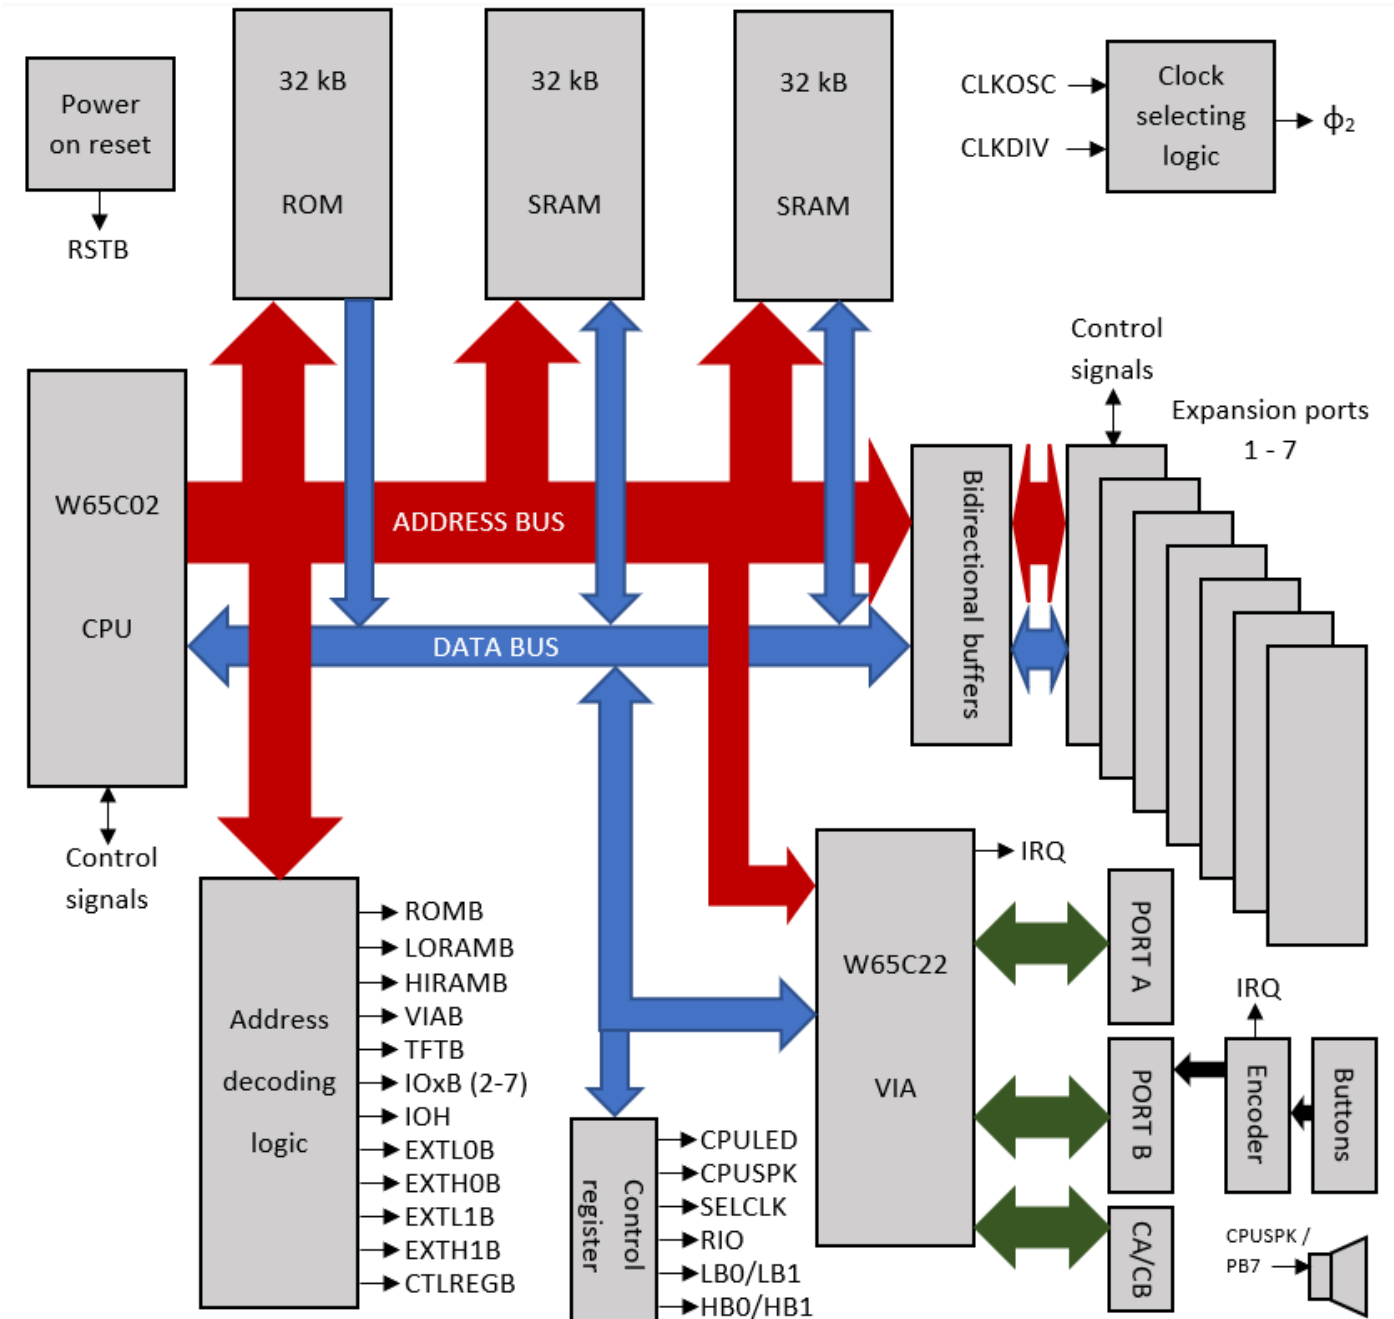 Power
on reset
RSTB
32 kB
ROM
32 kB
SRAM
32 kB
SRAM
CLKOSC
CLKDIV
Clock
selecting
logic
ϕ₂
Control
signals
Expansion ports
1 - 7
W65C02
CPU
Control
signals
ADDRESS BUS
DATA BUS
Bidirectional buffers
Address
decoding
logic
ROMB
LORAMB
HIRAMB
VIAB
TFTB
IOxB (2-7)
IOH
EXTL0B
EXTH0B
EXTL1B
EXTH1B
CTLREGB
Control
register
CPULED
CPUSPK
SELCLK
RIO
LB0/LB1
HB0/HB1
W65C22
VIA
IRQ
PORT A
PORT B
CA/CB
IRQ
Encoder
Buttons
CPUSPK /
PB7